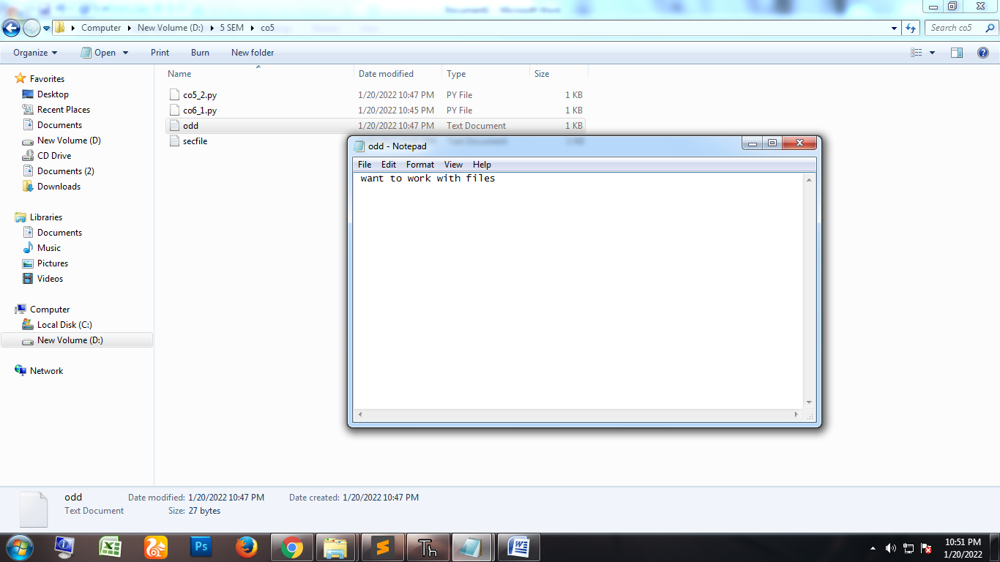 Computer New Volume (D:) 5 SEM co5
Search co5
Organize Open Print Burn New folder
Name Date modified Type Size
Favorites
Desktop
Recent Places
Documents
New Volume (D)
CD Drive
Documents (2)
Downloads
Libraries
Documents
Music
Pictures
Videos
Computer
Local Disk (C:)
New Volume (D:)
Network
co5_2.py 1/20/2022 10:47 PM PY File 1 KB
co6_1.py 1/20/2022 10:45 PM PY File 1 KB
odd 1/20/2022 10:47 PM Text Document 1 KB
secfile
odd - Notepad
File Edit Format View Help
want to work with files
odd Date modified: 1/20/2022 10:47 PM Date created: 1/20/2022 10:47 PM
Text Document Size: 27 bytes
Ps
Th
W
10:51 PM
1/20/2022